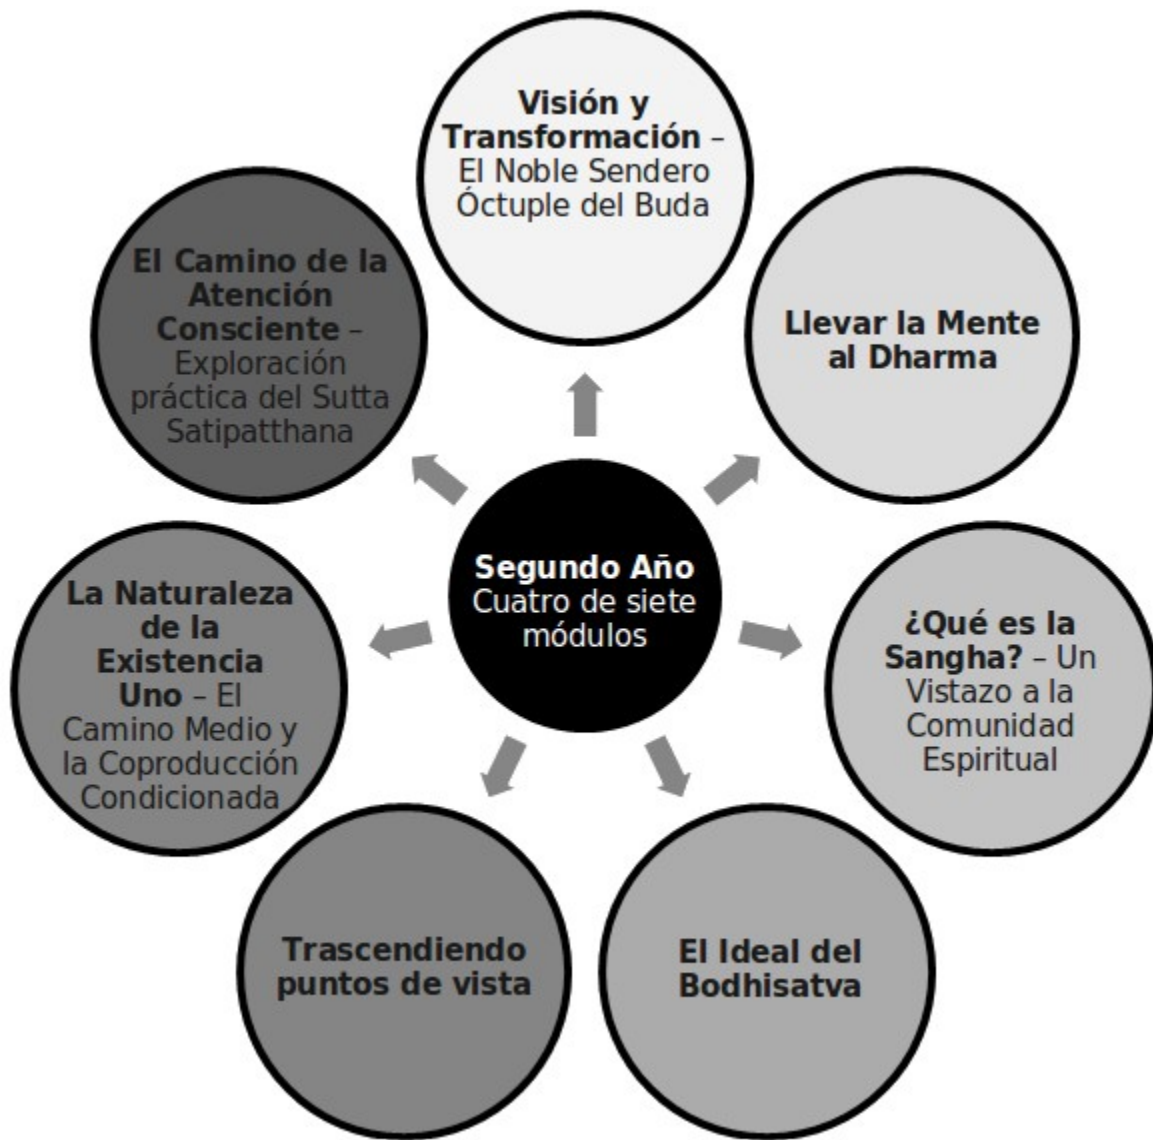 Visión y
Transformación –
El Noble Sendero
Óctuple del Buda
Llevar la Mente
al Dharma
¿Qué es la
Sangha? – Un
Vistazo a la
Comunidad
Espiritual
El Ideal del
Bodhisatva
Trascendiendo
puntos de vista
La Naturaleza
de la
Existencia
Uno – El
Camino Medio y
la Coproducción
Condicionada
El Camino de la
Atención
Consciente –
Exploración
práctica del Sutta
Satipatthana
Segundo Año
Cuatro de siete
módulos